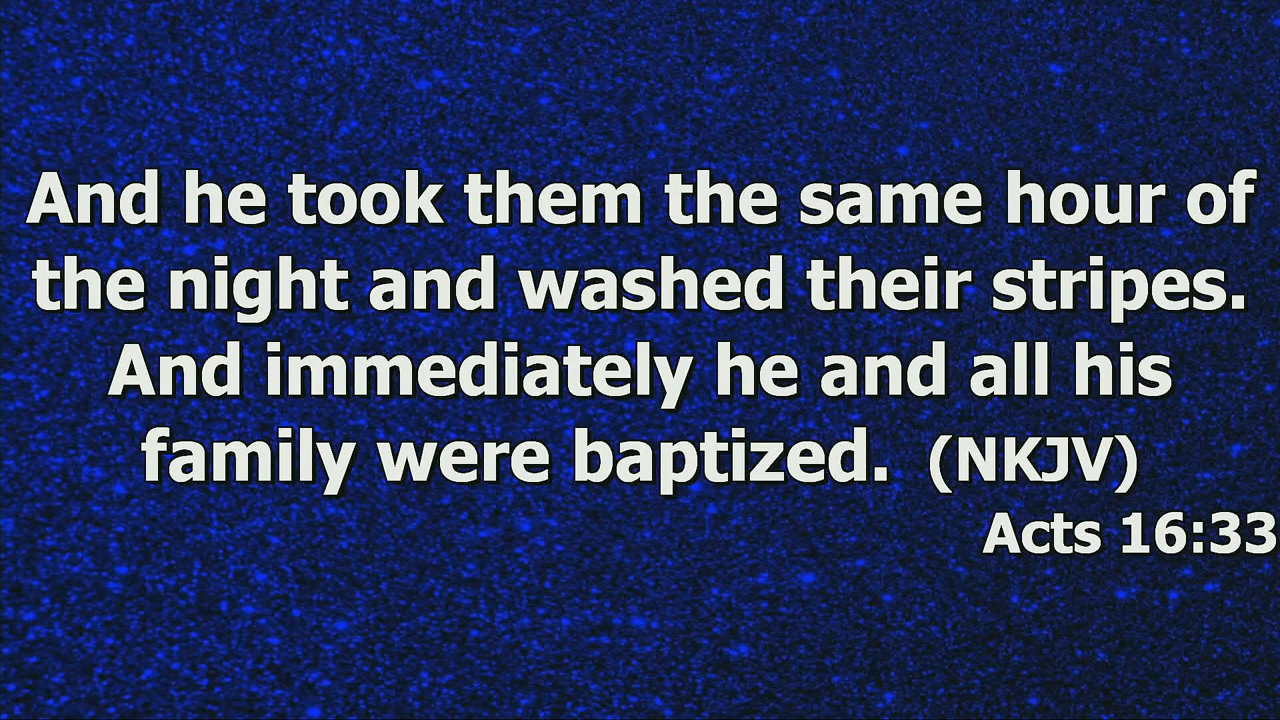 And he took them the same hour of
the night and washed their stripes.
And immediately he and all his
family were baptized. (NKJV)
Acts 16:33